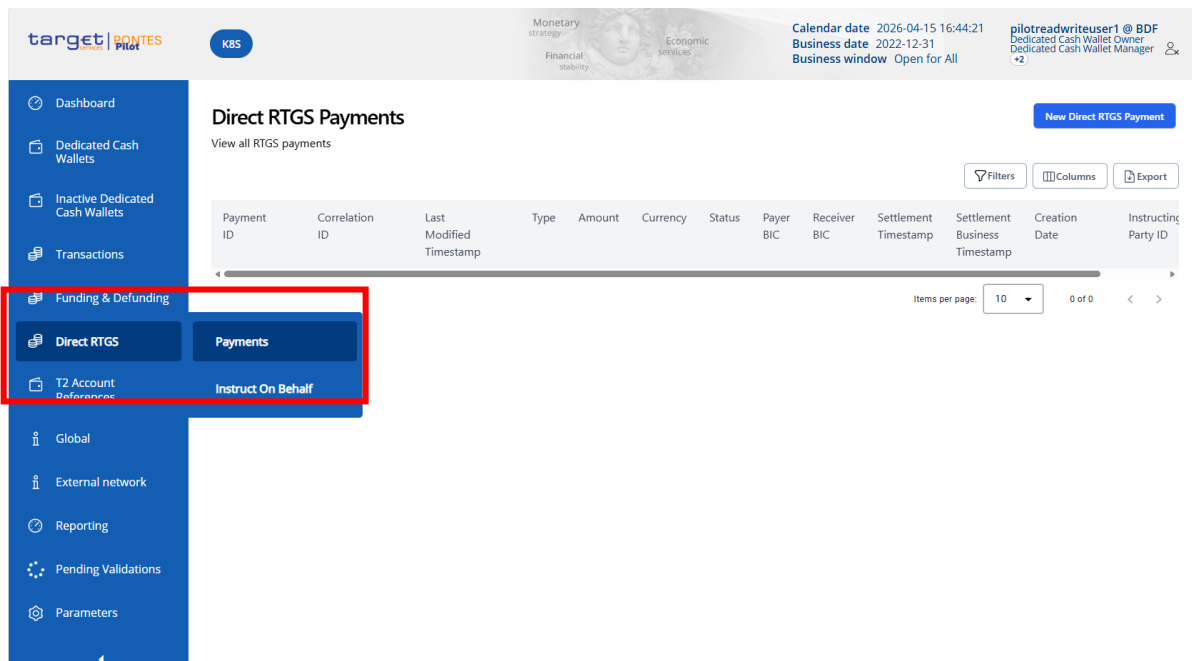 target | PONTES
services Pilot
K8S
Monetary
strategy
Financial
stability
Economic
services
Calendar date 2026-04-15 16:44:21
Business date 2022-12-31
Business window Open for All
pilotreadwriteuser1 @ BDF
Dedicated Cash Wallet Owner
Dedicated Cash Wallet Manager
+2
Dashboard
Dedicated Cash
Wallets
Inactive Dedicated
Cash Wallets
Transactions
Funding & Defunding
Direct RTGS
T2 Account
References
Global
External network
Reporting
Pending Validations
Parameters
Payments
Instruct On Behalf
Direct RTGS Payments
View all RTGS payments
New Direct RTGS Payment
Filters
Columns
Export
Payment
ID
Correlation
ID
Last
Modified
Timestamp
Type
Amount
Currency
Status
Payer
BIC
Receiver
BIC
Settlement
Timestamp
Settlement
Business
Timestamp
Creation
Date
Instructing
Party ID
Items per page: 10
0 of 0